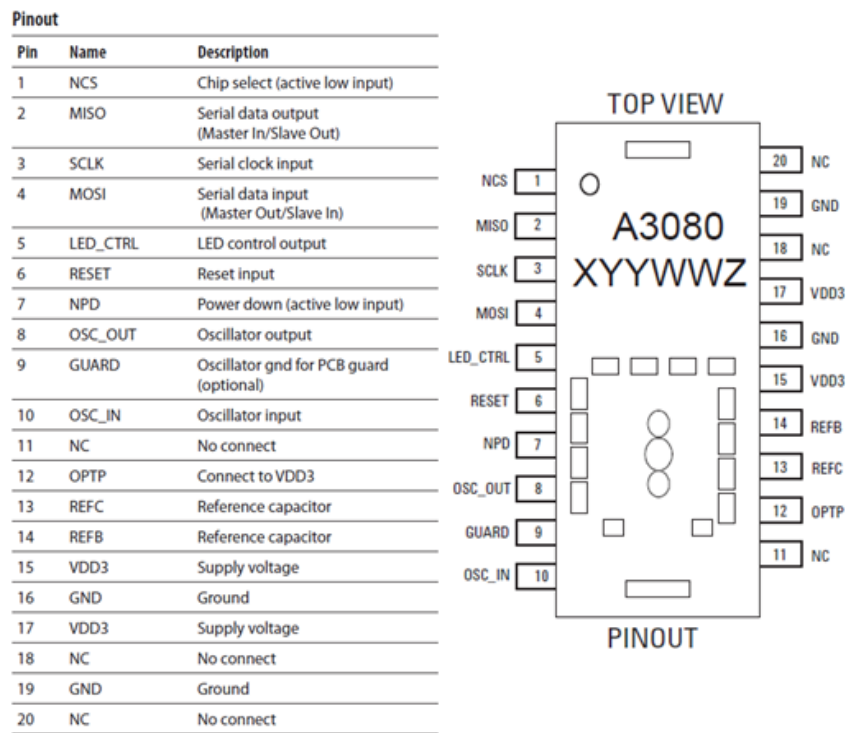 Pinout
Pin Name Description
1 NCS Chip select (active low input)
2 MISO Serial data output
(Master In/Slave Out)
3 SCLK Serial clock input
4 MOSI Serial data input
(Master Out/Slave In)
5 LED_CTRL LED control output
6 RESET Reset input
7 NPD Power down (active low input)
8 OSC_OUT Oscillator output
9 GUARD Oscillator gnd for PCB guard
(optional)
10 OSC_IN Oscillator input
11 NC No connect
12 OPTP Connect to VDD3
13 REFC Reference capacitor
14 REFB Reference capacitor
15 VDD3 Supply voltage
16 GND Ground
17 VDD3 Supply voltage
18 NC No connect
19 GND Ground
20 NC No connect
TOP VIEW
A3080
XYYWWZ
NCS 1
MISO 2
SCLK 3
MOSI 4
LED_CTRL 5
RESET 6
NPD 7
OSC_OUT 8
GUARD 9
OSC_IN 10
20 NC
19 GND
18 NC
17 VDD3
16 GND
15 VDD3
14 REFB
13 REFC
12 OPTP
11 NC
PINOUT